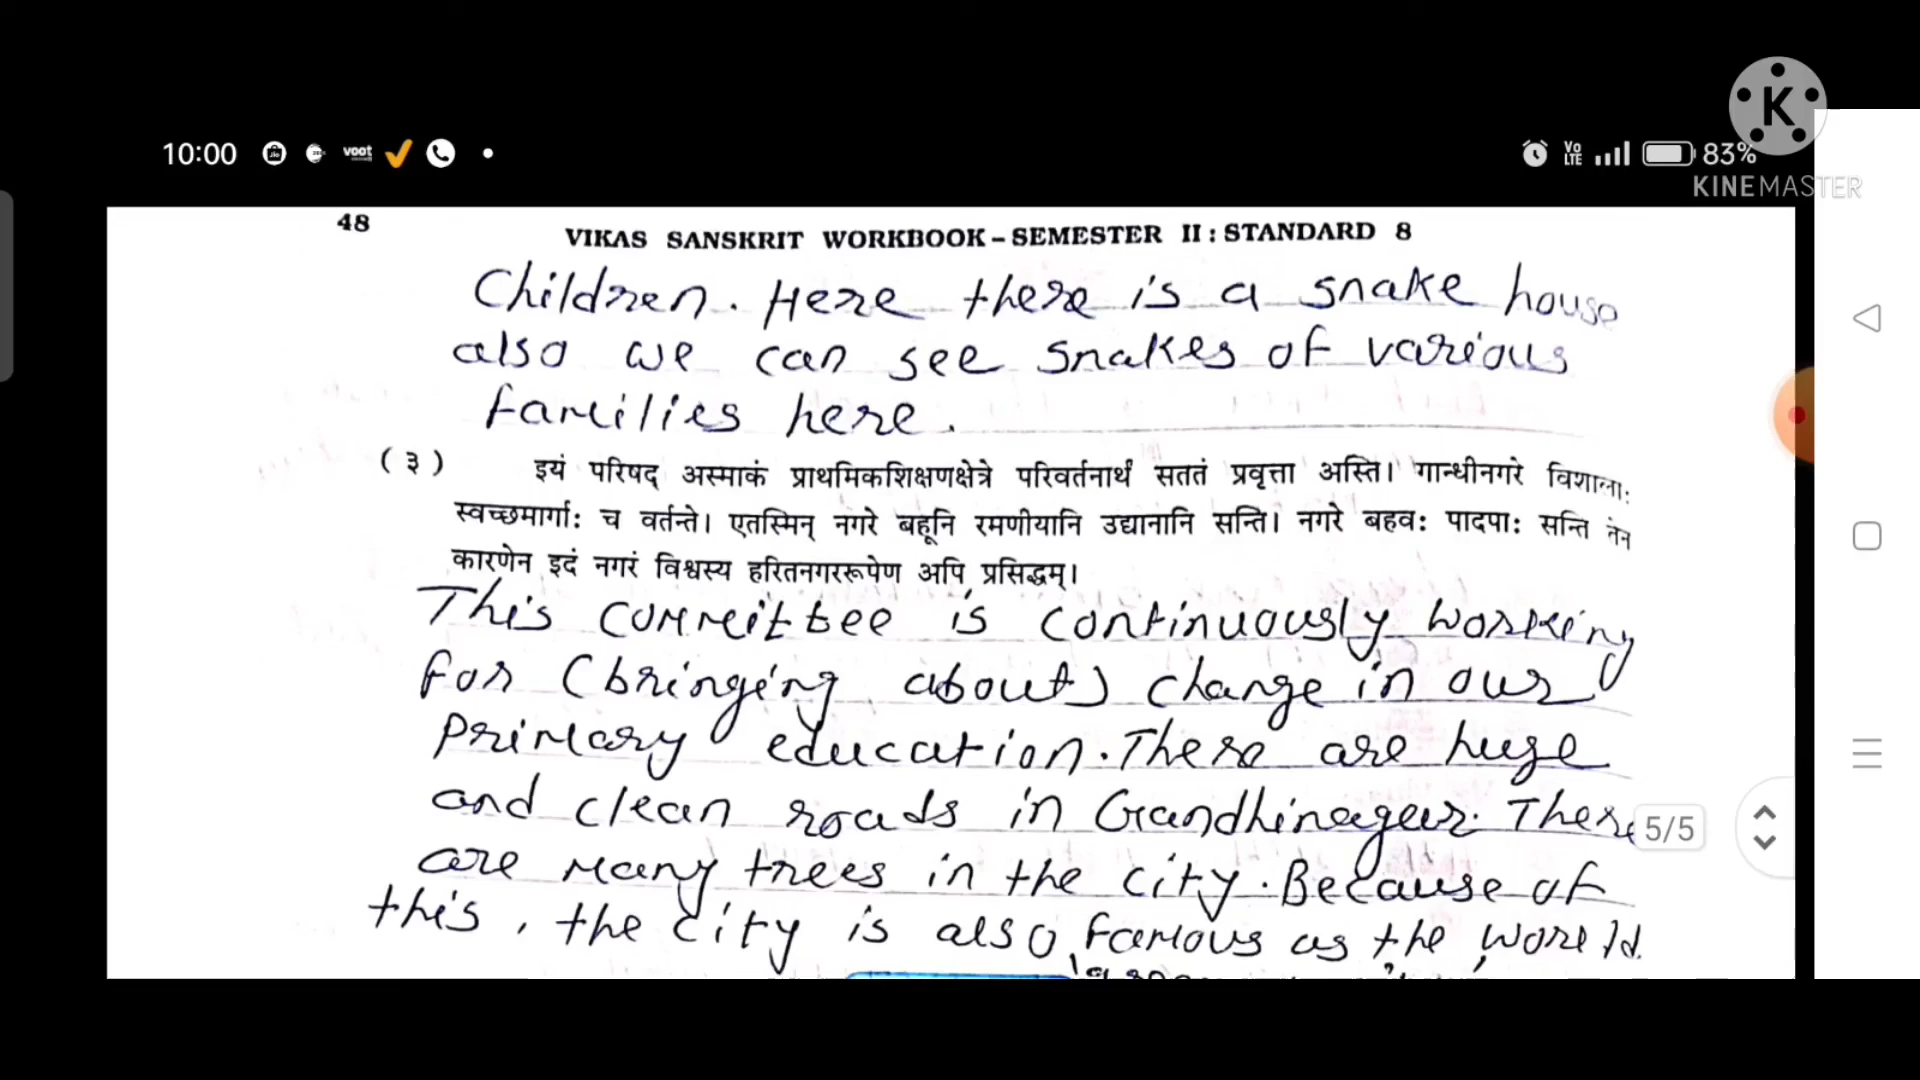 10:00 voot 83%
KINEMASTER
48
VIKAS SANSKRIT WORKBOOK – SEMESTER II : STANDARD 8
Children. Here there is a snake house
also we can see snakes of various
families here.
(३) इयं परिषद् अस्माकं प्राथमिकशिक्षणक्षेत्रे परिवर्तनार्थं सततं प्रवृत्ता अस्ति। गान्धीनगरे विशालाः
स्वच्छमार्गाः च वर्तन्ते। एतस्मिन् नगरे बहूनि रमणीयानि उद्यानानि सन्ति। नगरे बहवः पादपाः सन्ति तेन
कारणेन इदं नगरं विश्वस्य हरितनगररूपेण अपि प्रसिद्धम्।
This committee is continuously working
for (bringing about) change in our
primary education. There are huge
and clean roads in Gandhinagar. There
are many trees in the city. Because of
this, the city is also famous as the world
5/5